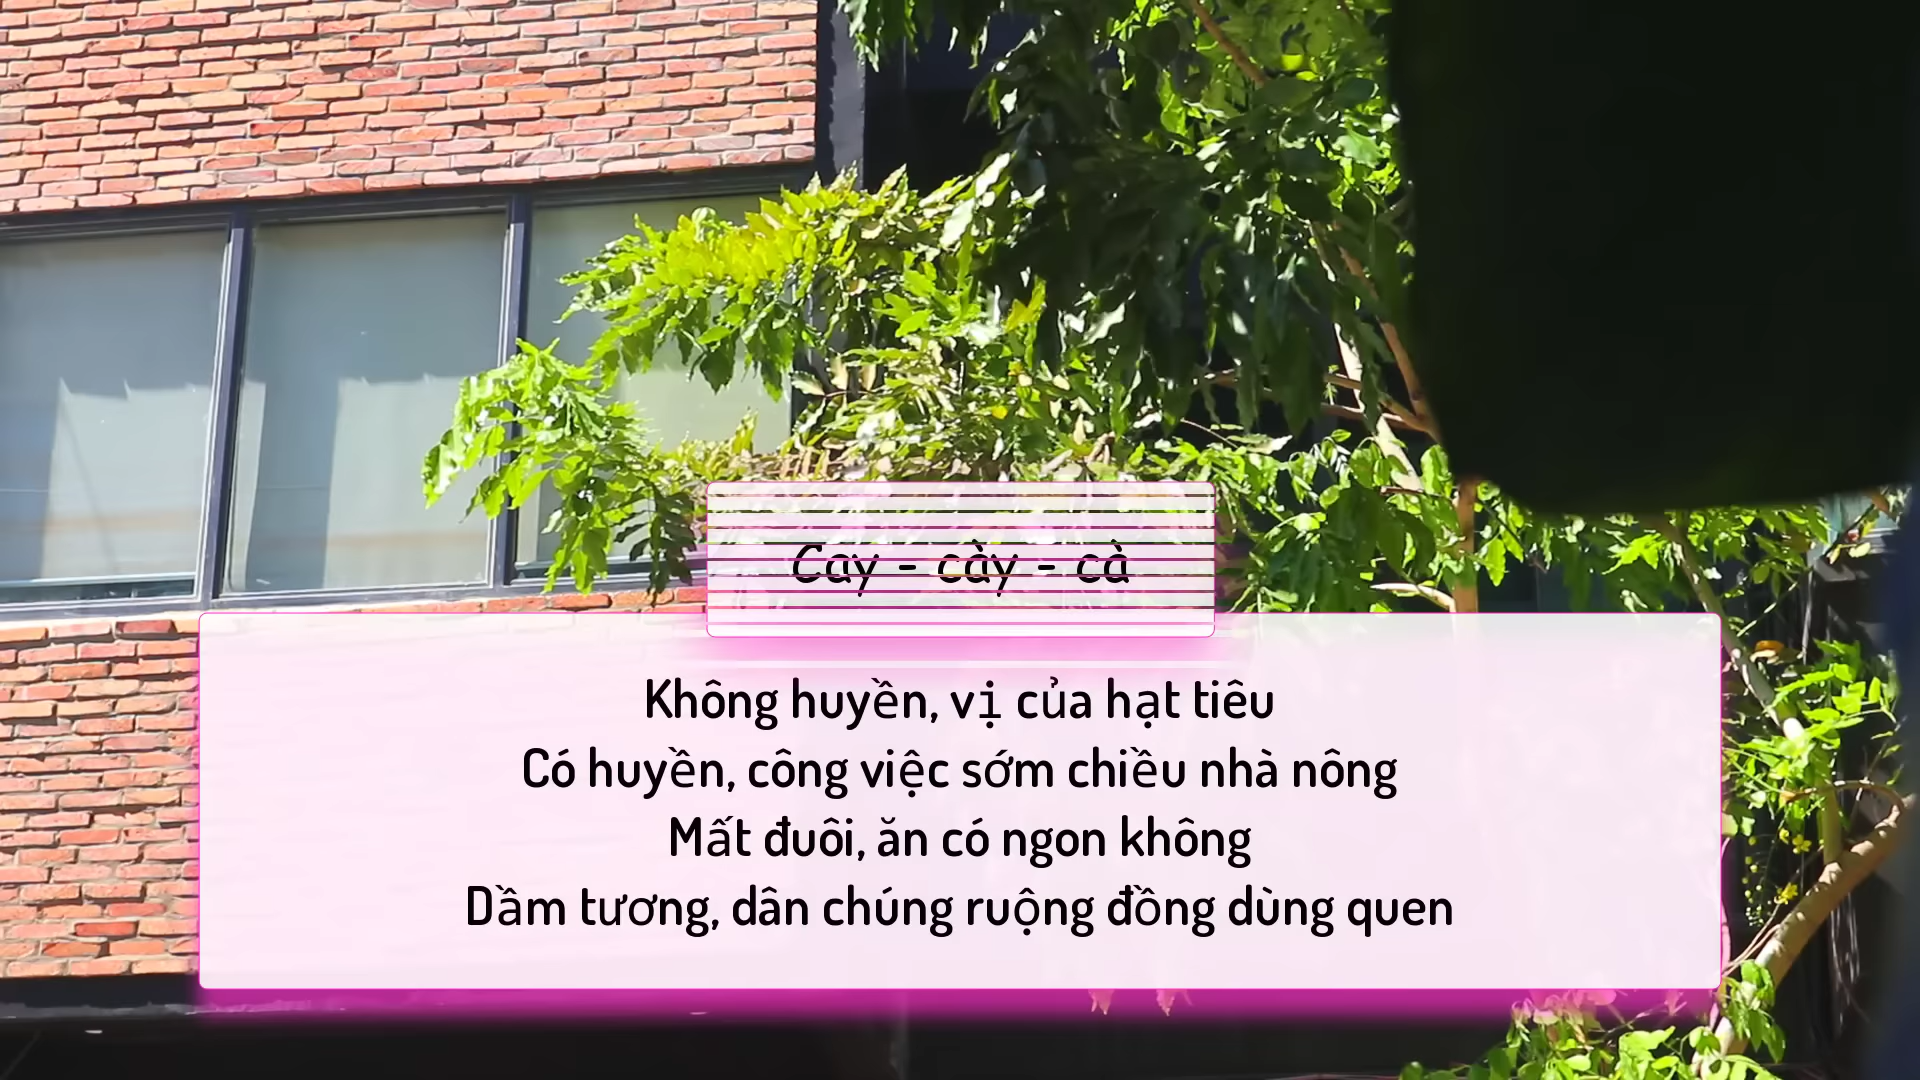 Cay - cày - cà
Không huyền, vị của hạt tiêu
Có huyền, công việc sớm chiều nhà nông
Mất đuôi, ăn có ngon không
Dầm tương, dân chúng ruộng đồng dùng quen